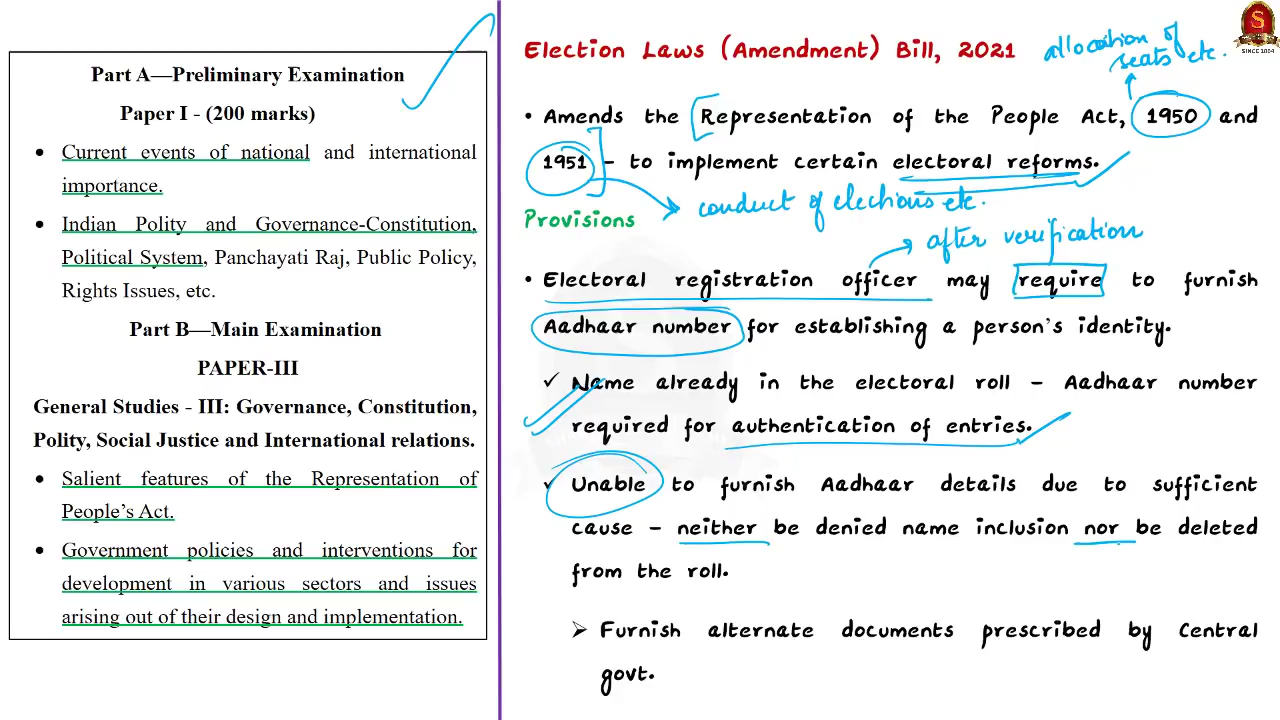 Part A—Preliminary Examination
Paper I - (200 marks)
• Current events of national and international
importance.
• Indian Polity and Governance-Constitution,
Political System, Panchayati Raj, Public Policy,
Rights Issues, etc.
Part B—Main Examination
PAPER-III
General Studies - III: Governance, Constitution,
Polity, Social Justice and International relations.
• Salient features of the Representation of
People's Act.
• Government policies and interventions for
development in various sectors and issues
arising out of their design and implementation.
SINCE 2004
Election Laws (Amendment) Bill, 2021
allocation of
seats etc.
• Amends the Representation of the People Act, 1950 and
1951 - to implement certain electoral reforms.
conduct of elections etc.
Provisions
after verification
• Electoral registration officer may require to furnish
Aadhaar number for establishing a person's identity.
✓ Name already in the electoral roll - Aadhaar number
required for authentication of entries.
✓ Unable to furnish Aadhaar details due to sufficient
cause - neither be denied name inclusion nor be deleted
from the roll.
➢ Furnish alternate documents prescribed by Central
govt.